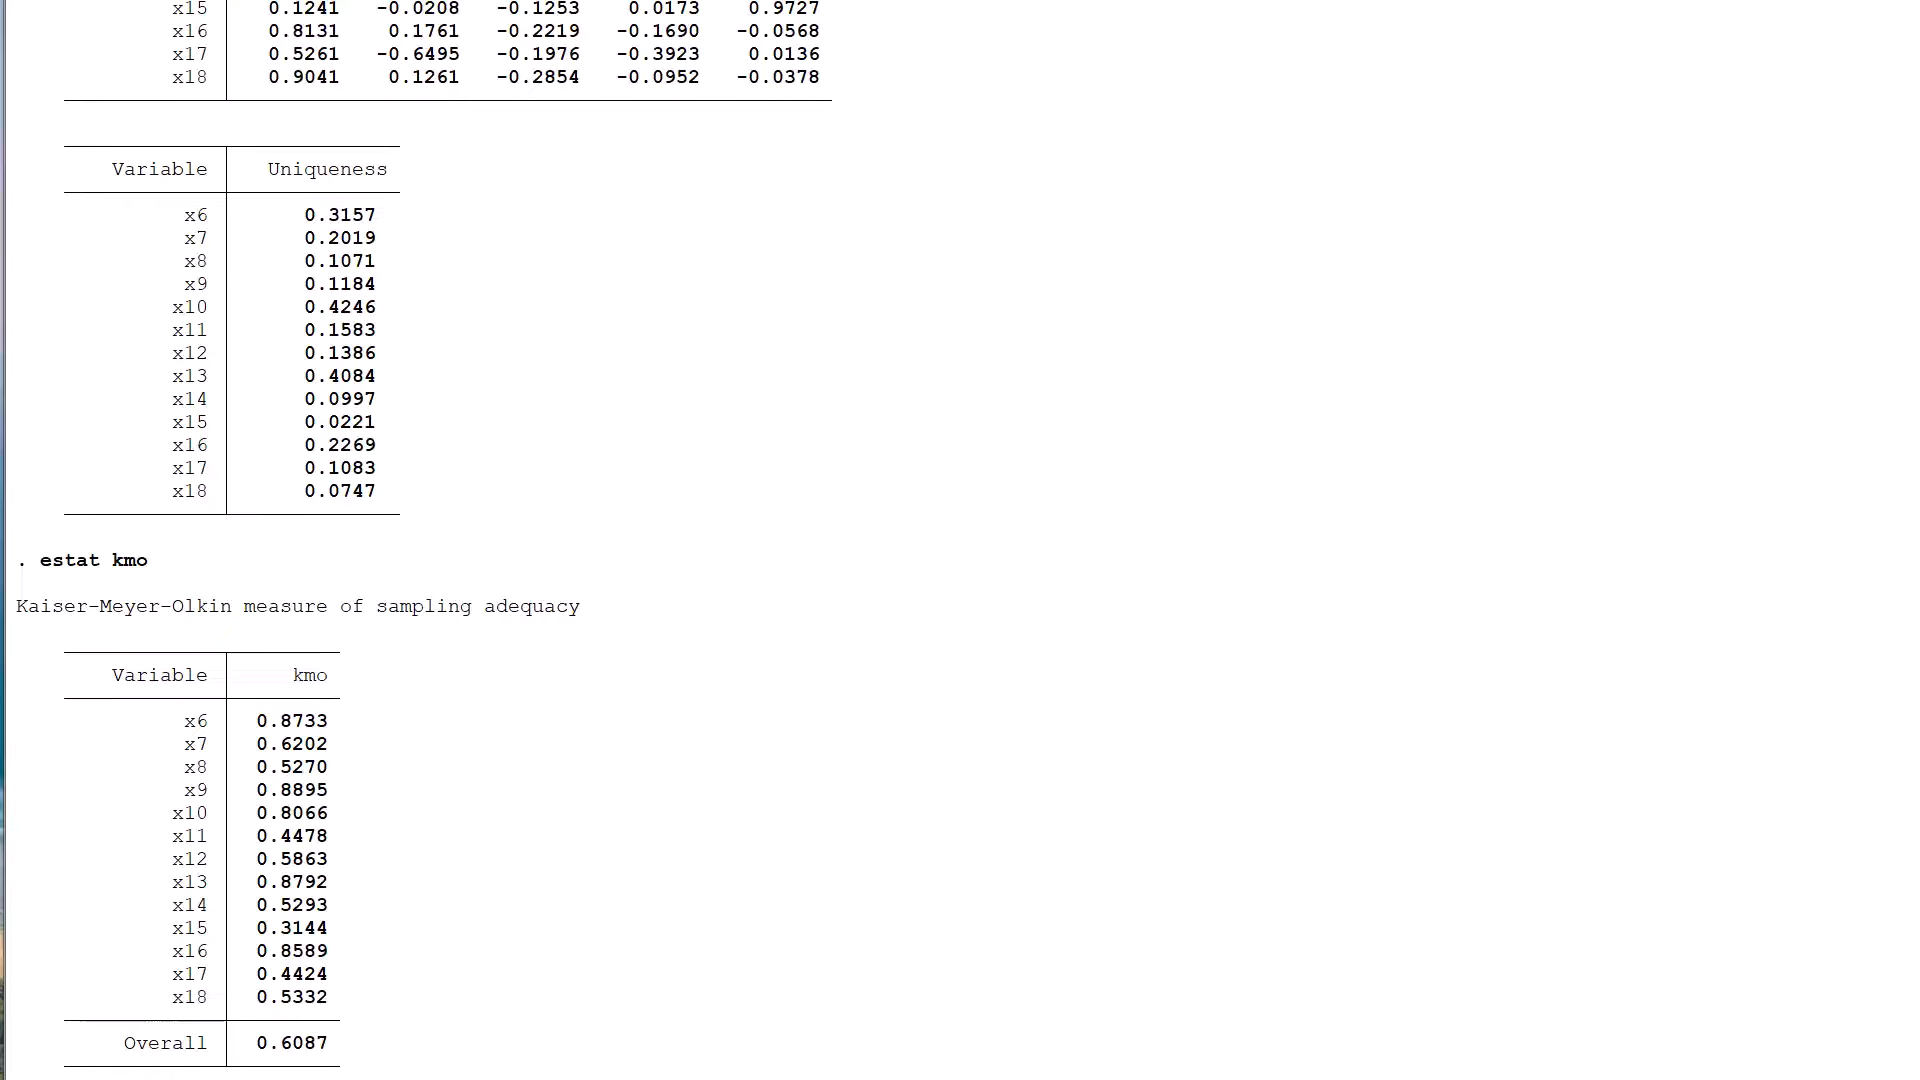 x15 0.1241 -0.0208 -0.1253 0.0173 0.9727
x16 0.8131 0.1761 -0.2219 -0.1690 -0.0568
x17 0.5261 -0.6495 -0.1976 -0.3923 0.0136
x18 0.9041 0.1261 -0.2854 -0.0952 -0.0378
Variable Uniqueness
x6 0.3157
x7 0.2019
x8 0.1071
x9 0.1184
x10 0.4246
x11 0.1583
x12 0.1386
x13 0.4084
x14 0.0997
x15 0.0221
x16 0.2269
x17 0.1083
x18 0.0747
. estat kmo
Kaiser-Meyer-Olkin measure of sampling adequacy
Variable kmo
x6 0.8733
x7 0.6202
x8 0.5270
x9 0.8895
x10 0.8066
x11 0.4478
x12 0.5863
x13 0.8792
x14 0.5293
x15 0.3144
x16 0.8589
x17 0.4424
x18 0.5332
Overall 0.6087